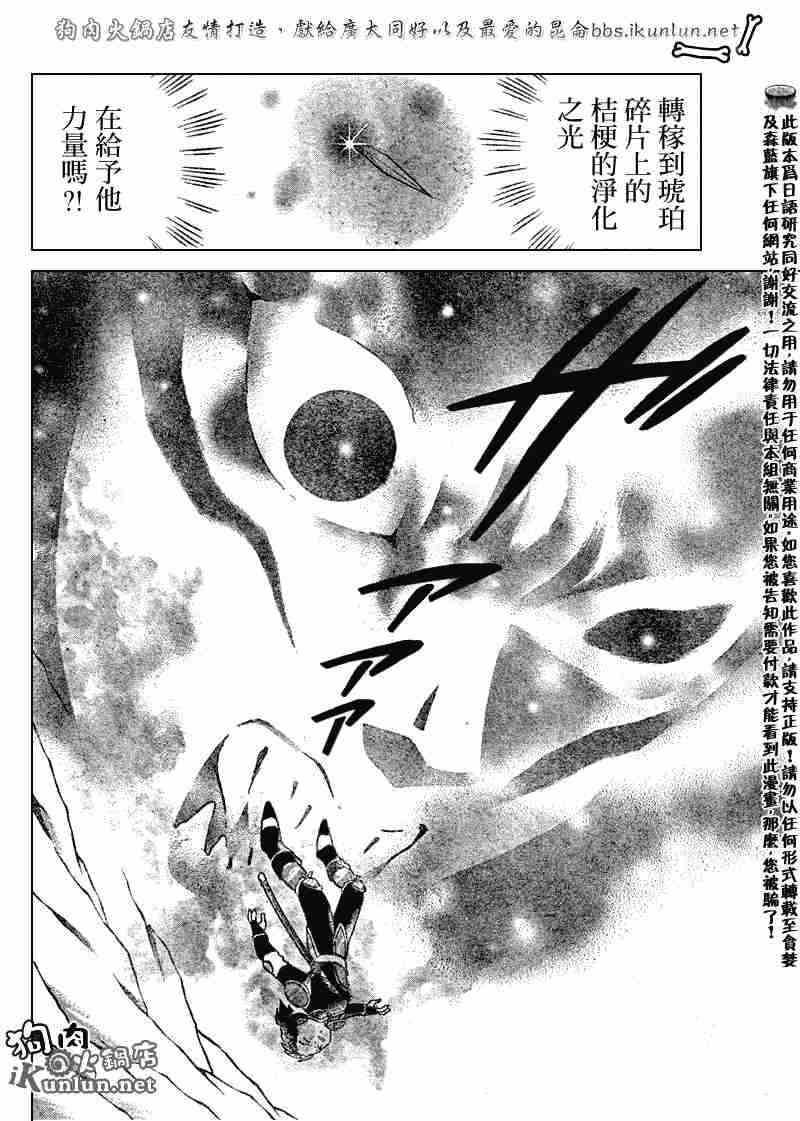 狗肉火鍋店友情打造、獻給廣大同好以及最愛的昆侖bbs.ikunlun.net
轉稼到琥珀
碎片上的
桔梗的淨化
之光
在給予他
力量嗎?!
此版本爲日語研究同好交流之用，請勿用于任何商業用途。如您喜歡此作品，請支持正版！請勿以任何形式轉載至貪婪
及森藍旗下任何網站，謝謝！一切法律責任與本組無關。如果您被告知需要付款才能看到此漫畫，那麼，您被騙了！
狗肉
火鍋店
iKunlun.net